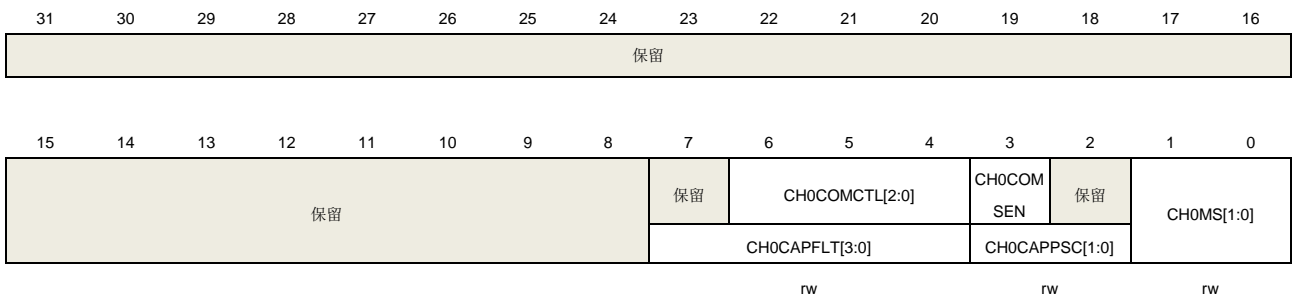 31 30 29 28 27 26 25 24 23 22 21 20 19 18 17 16
保留
15 14 13 12 11 10 9 8 7 6 5 4 3 2 1 0
保留 保留 CH0COMCTL[2:0] CH0COM SEN 保留 CH0MS[1:0]
CH0CAPFLT[3:0] CH0CAPPSC[1:0]
rw rw rw